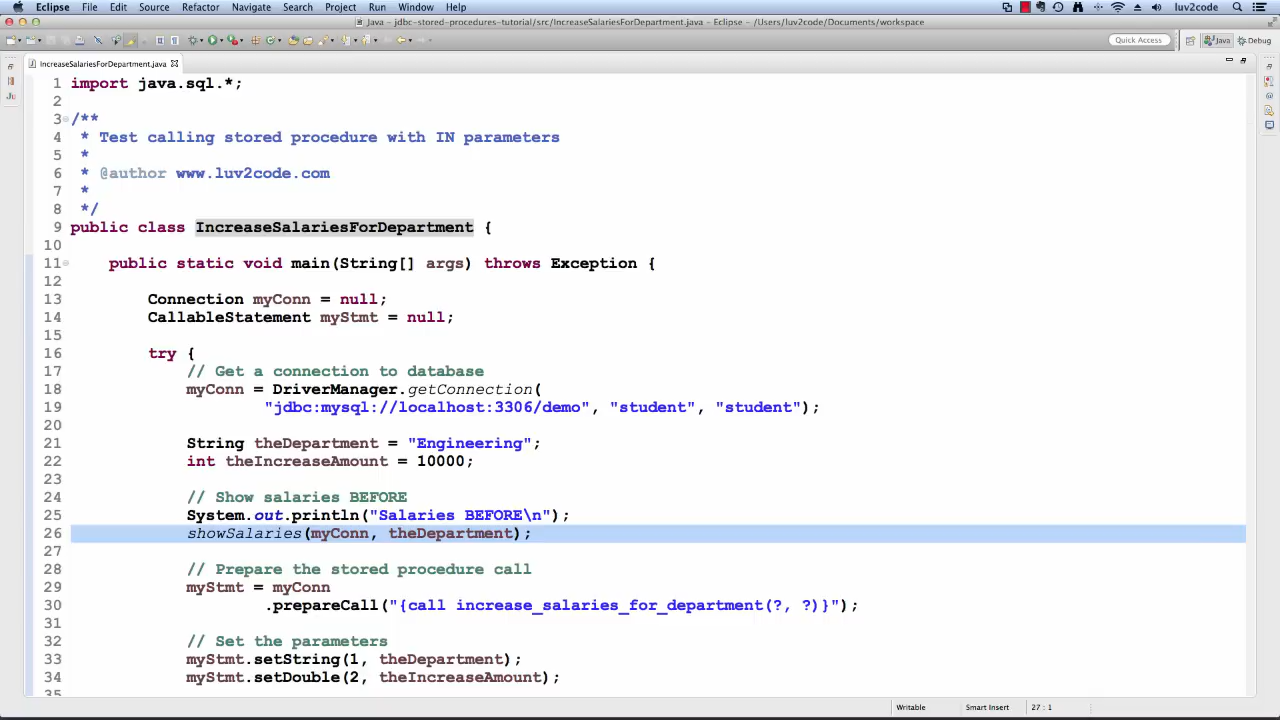 Eclipse File Edit Source Refactor Navigate Search Project Run Window Help luv2code
Java - jdbc-stored-procedures-tutorial/src/IncreaseSalariesForDepartment.java - Eclipse - /Users/luv2code/Documents/workspace
Quick Access Java Debug
IncreaseSalariesForDepartment.java
1 import java.sql.*;
2
3 /**
4 * Test calling stored procedure with IN parameters
5 *
6 * @author www.luv2code.com
7 *
8 */
9 public class IncreaseSalariesForDepartment {
10
11 public static void main(String[] args) throws Exception {
12
13 Connection myConn = null;
14 CallableStatement myStmt = null;
15
16 try {
17 // Get a connection to database
18 myConn = DriverManager.getConnection(
19 "jdbc:mysql://localhost:3306/demo", "student", "student");
20
21 String theDepartment = "Engineering";
22 int theIncreaseAmount = 10000;
23
24 // Show salaries BEFORE
25 System.out.println("Salaries BEFORE\n");
26 showSalaries(myConn, theDepartment);
27
28 // Prepare the stored procedure call
29 myStmt = myConn
30 .prepareCall("{call increase_salaries_for_department(?, ?)}");
31
32 // Set the parameters
33 myStmt.setString(1, theDepartment);
34 myStmt.setDouble(2, theIncreaseAmount);
35
Writable Smart Insert 27 : 1